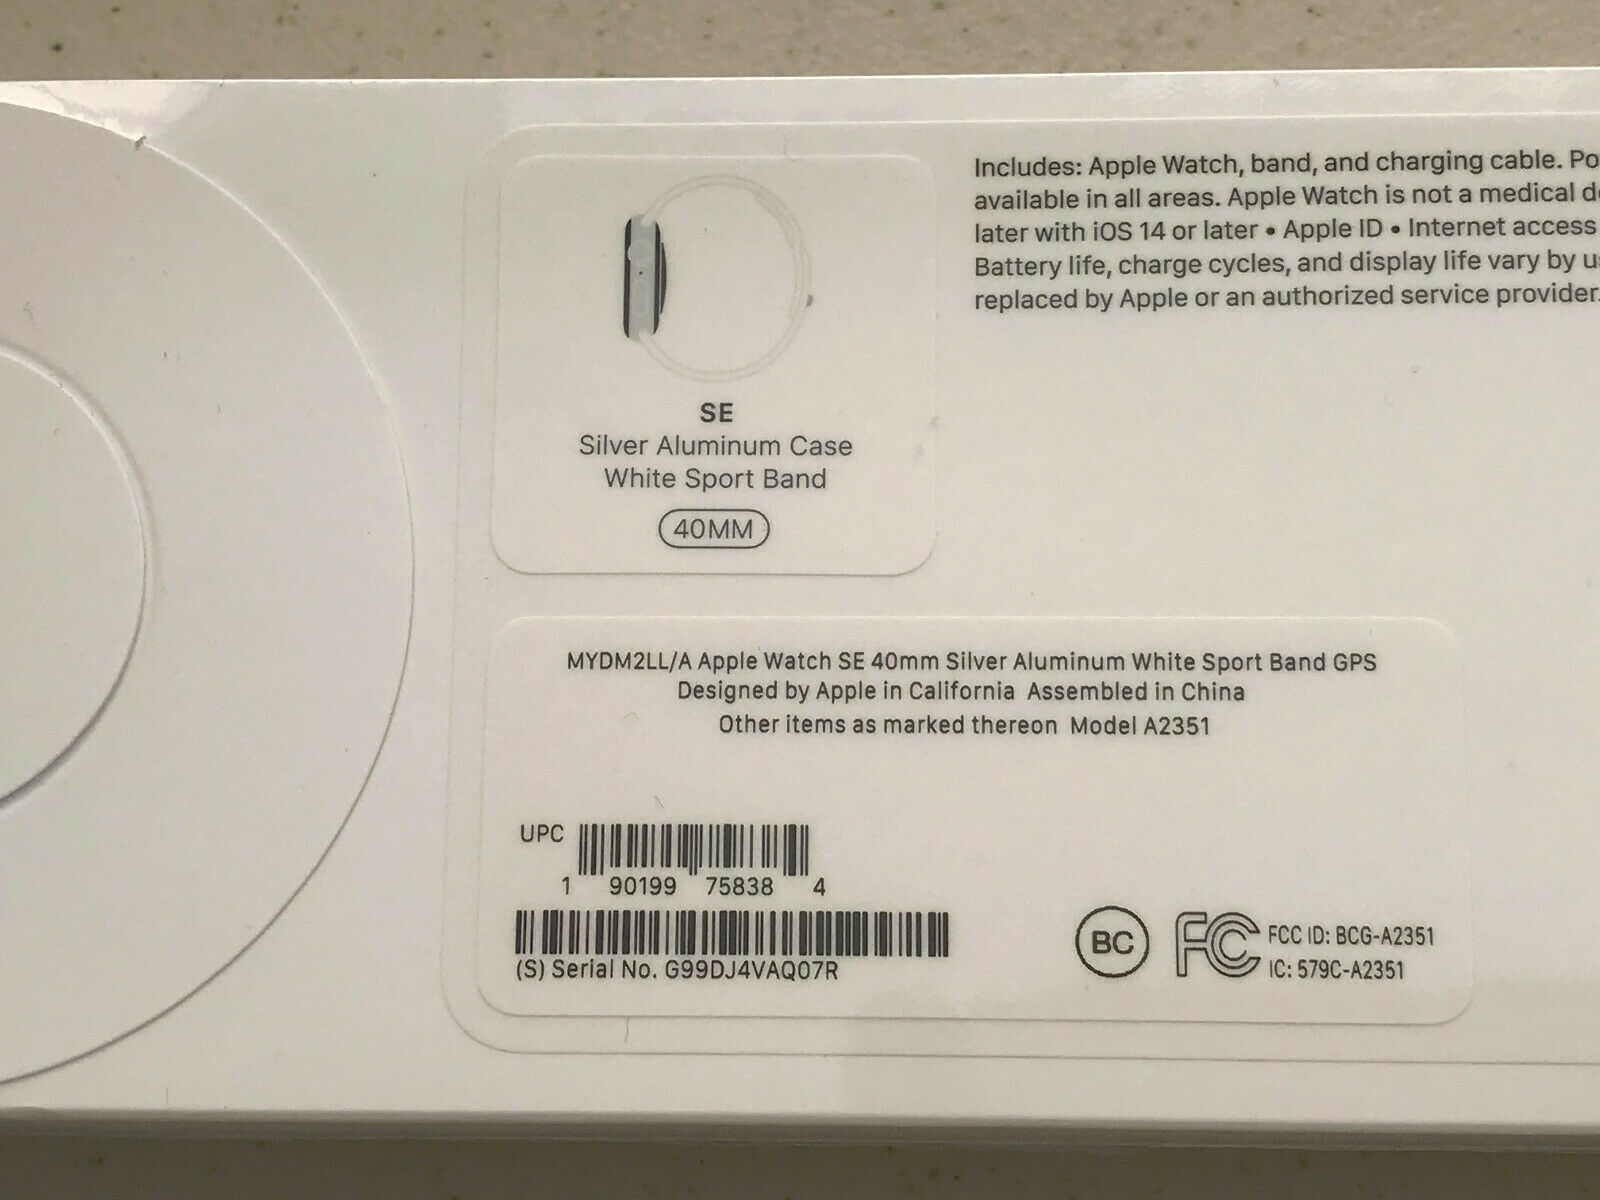 Includes: Apple Watch, band, and charging cable.
available in all areas. Apple Watch is not a medical
later with iOS 14 or later • Apple ID • Internet access
Battery life, charge cycles, and display life vary by
replaced by Apple or an authorized service provider.
SE
Silver Aluminum Case
White Sport Band
40MM
MYDM2LL/A Apple Watch SE 40mm Silver Aluminum White Sport Band GPS
Designed by Apple in California Assembled in China
Other items as marked thereon Model A2351
UPC
1 90199 75838 4
(S) Serial No. G99DJ4VAQ07R
BC
FC
FCC ID: BCG-A2351
IC: 579C-A2351